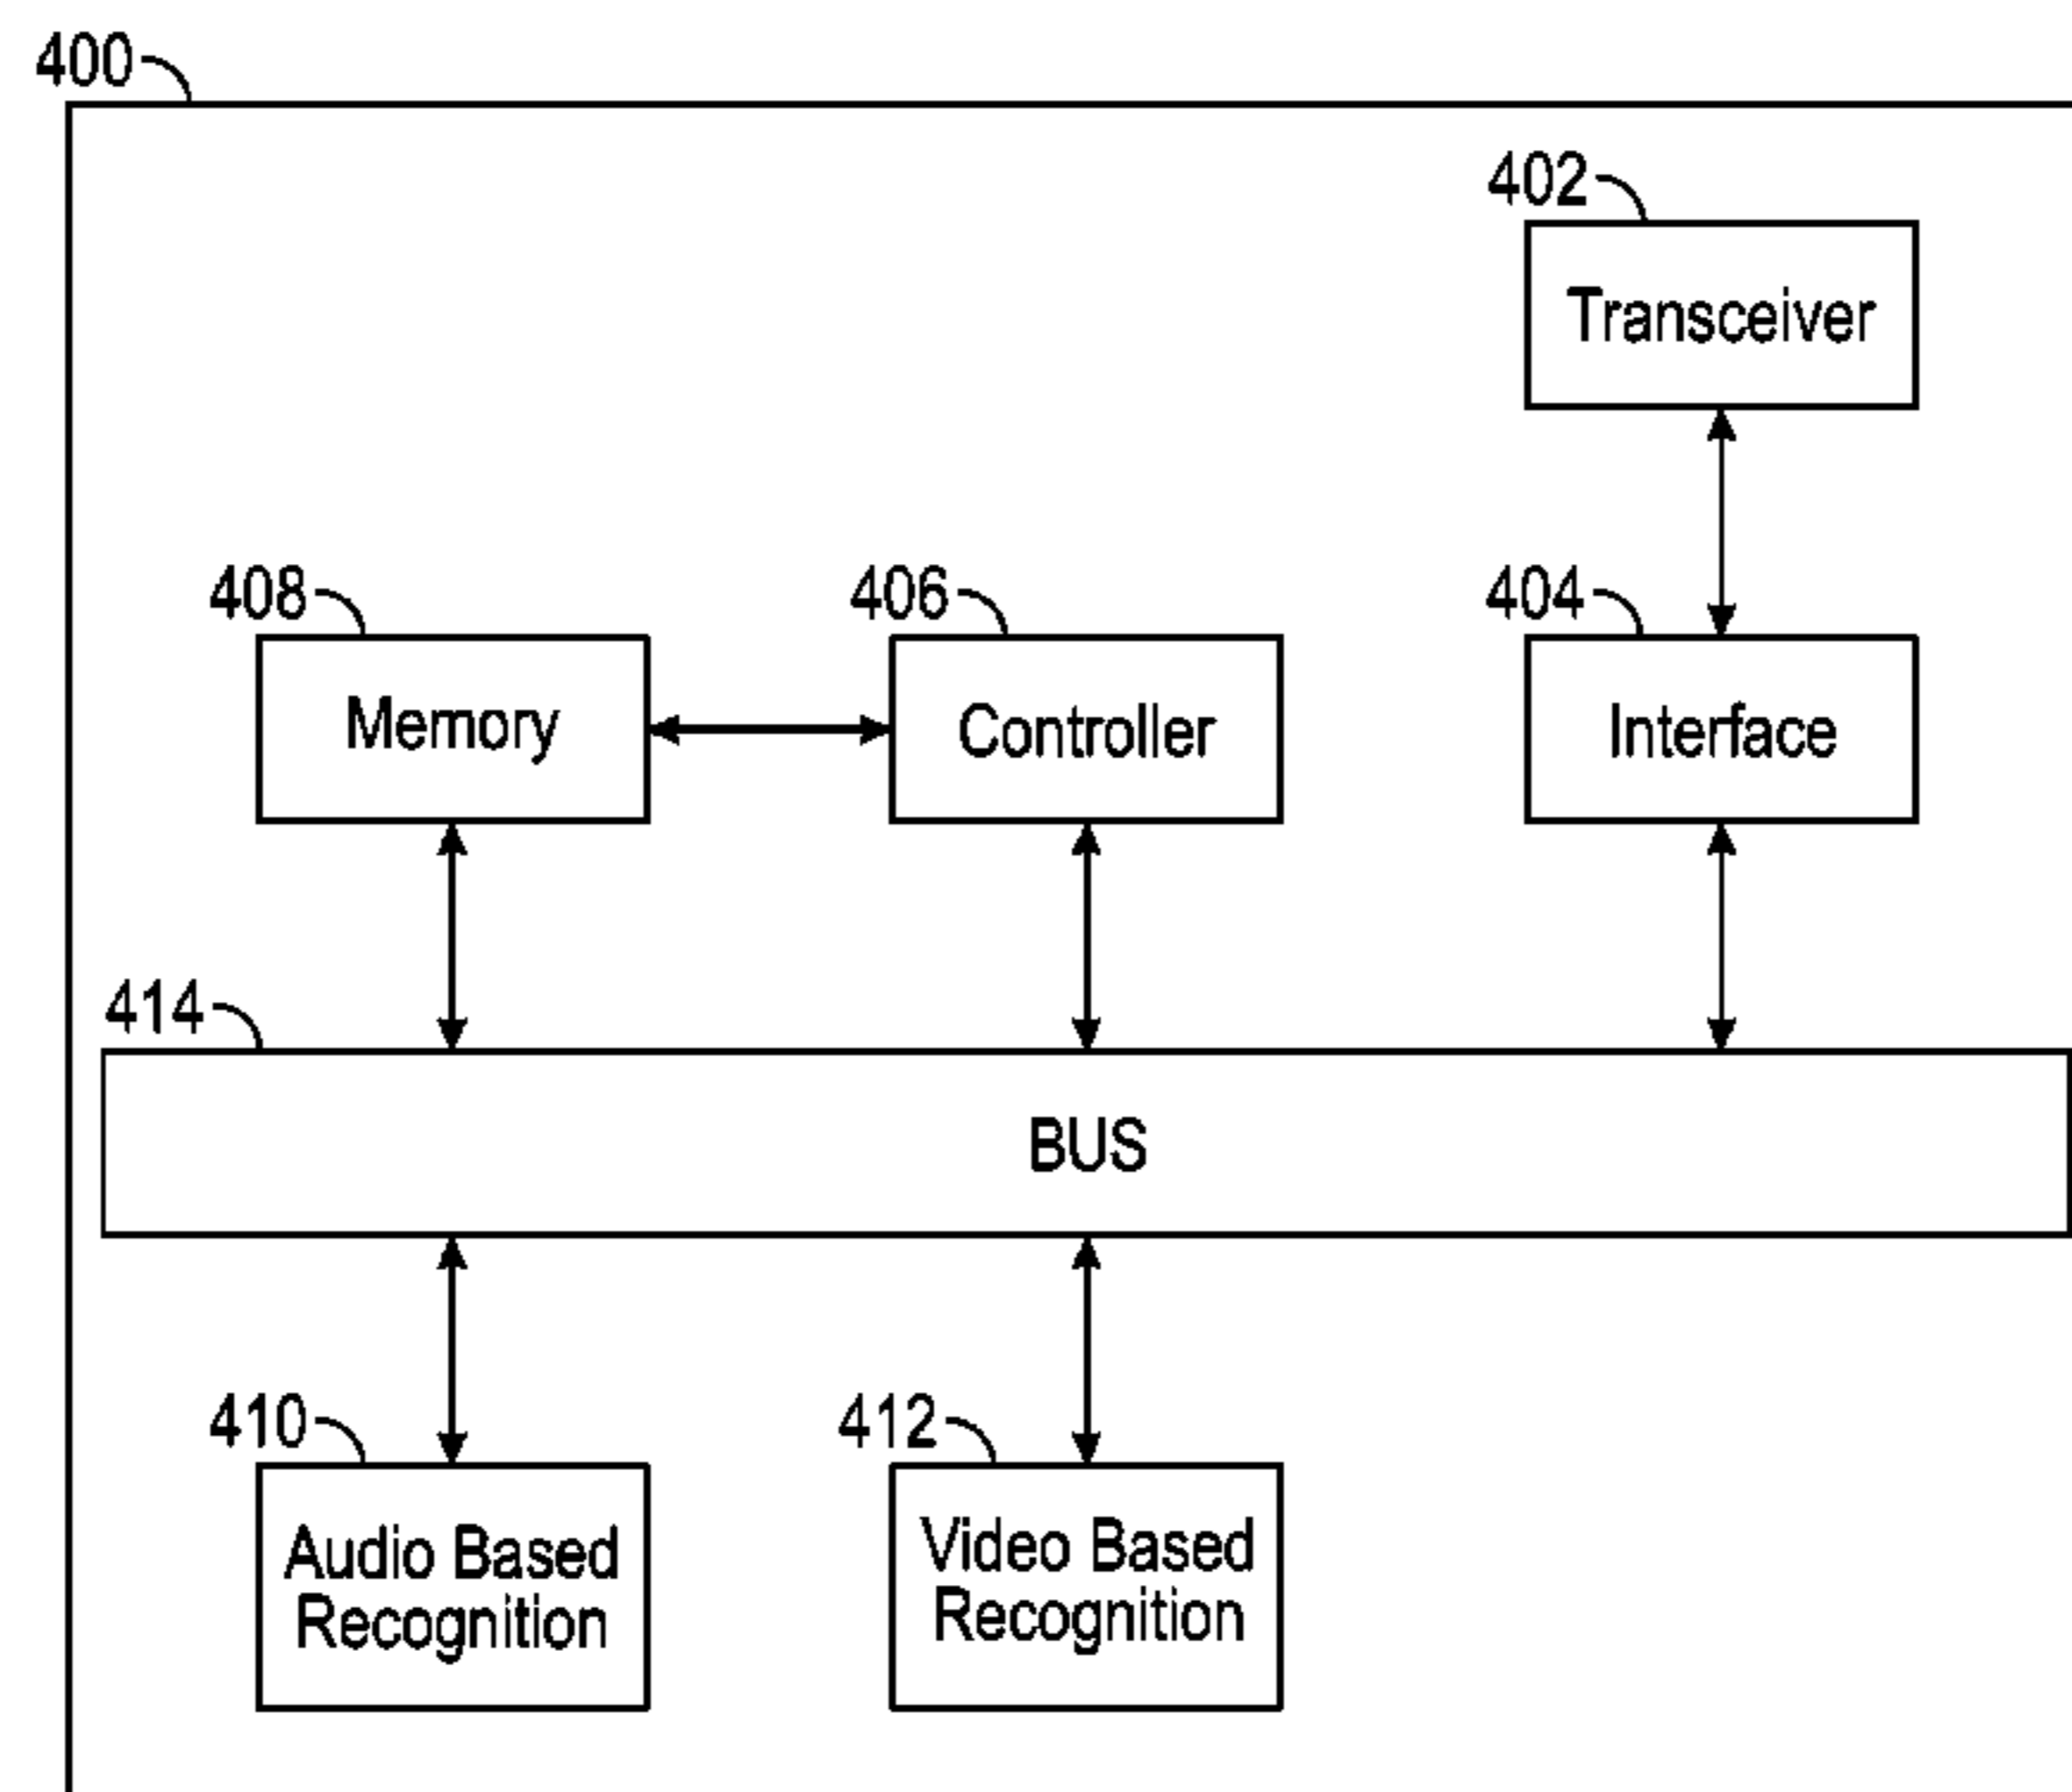 400
402
Transceiver
408
406
404
Memory
Controller
Interface
414
BUS
410
412
Audio Based
Recognition
Video Based
Recognition